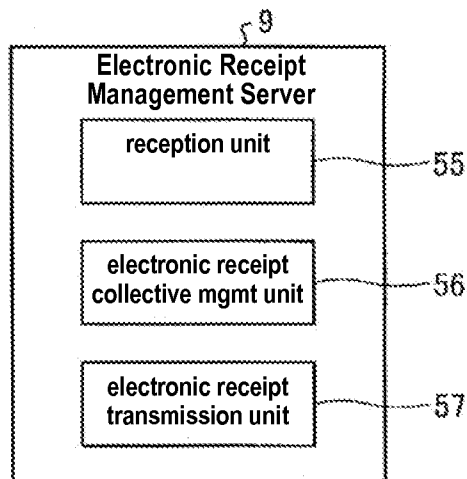 9
Electronic Receipt
Management Server
reception unit
55
electronic receipt
collective mgmt unit
56
electronic receipt
transmission unit
57